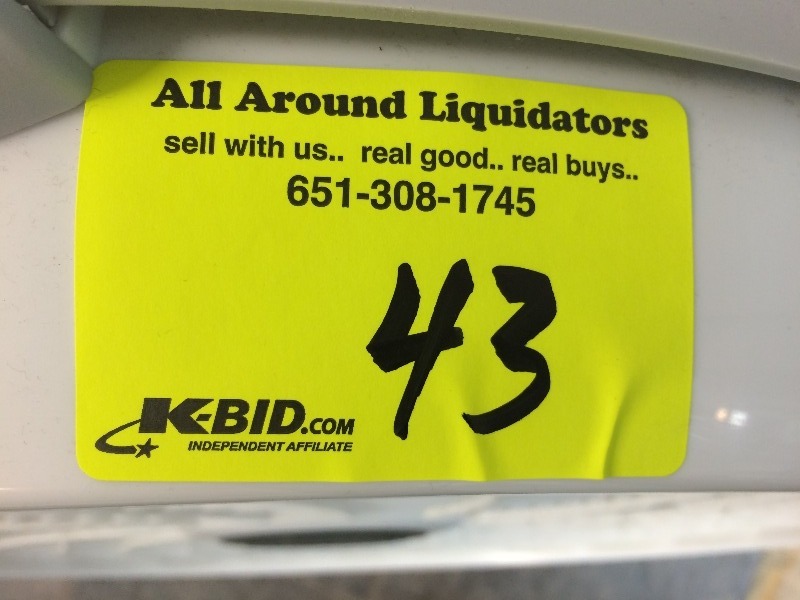 All Around Liquidators
sell with us.. real good.. real buys..
651-308-1745
43
K-BID.COM
INDEPENDENT AFFILIATE